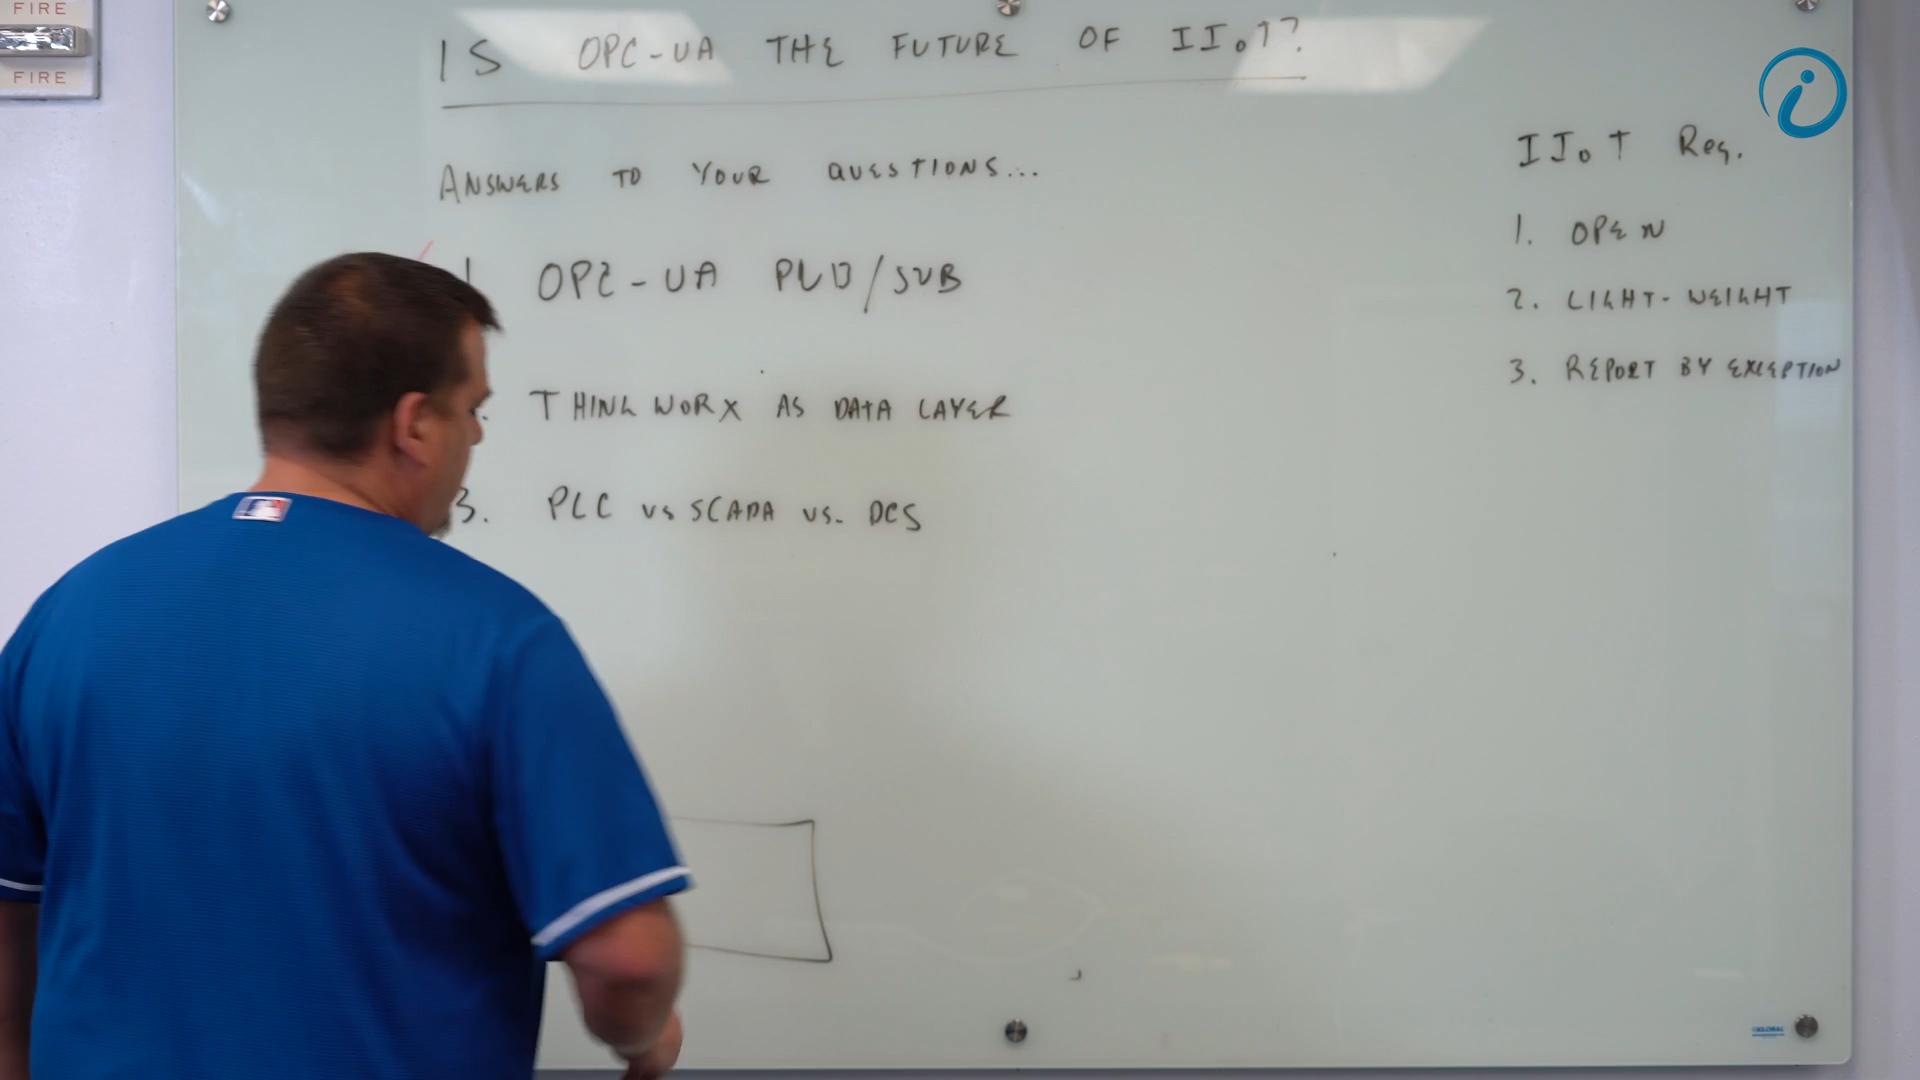 FIRE
FIRE
IS OPC-UA THE FUTURE OF IIoT?
ANSWERS TO YOUR QUESTIONS...
1. OPC-UA PUB/SUB
. THINKWORX AS DATA LAYER
3. PLC vs SCADA vs. DCS
IIoT Req.
1. OPEN
2. LIGHT-WEIGHT
3. REPORT BY EXCEPTION
GLOBAL